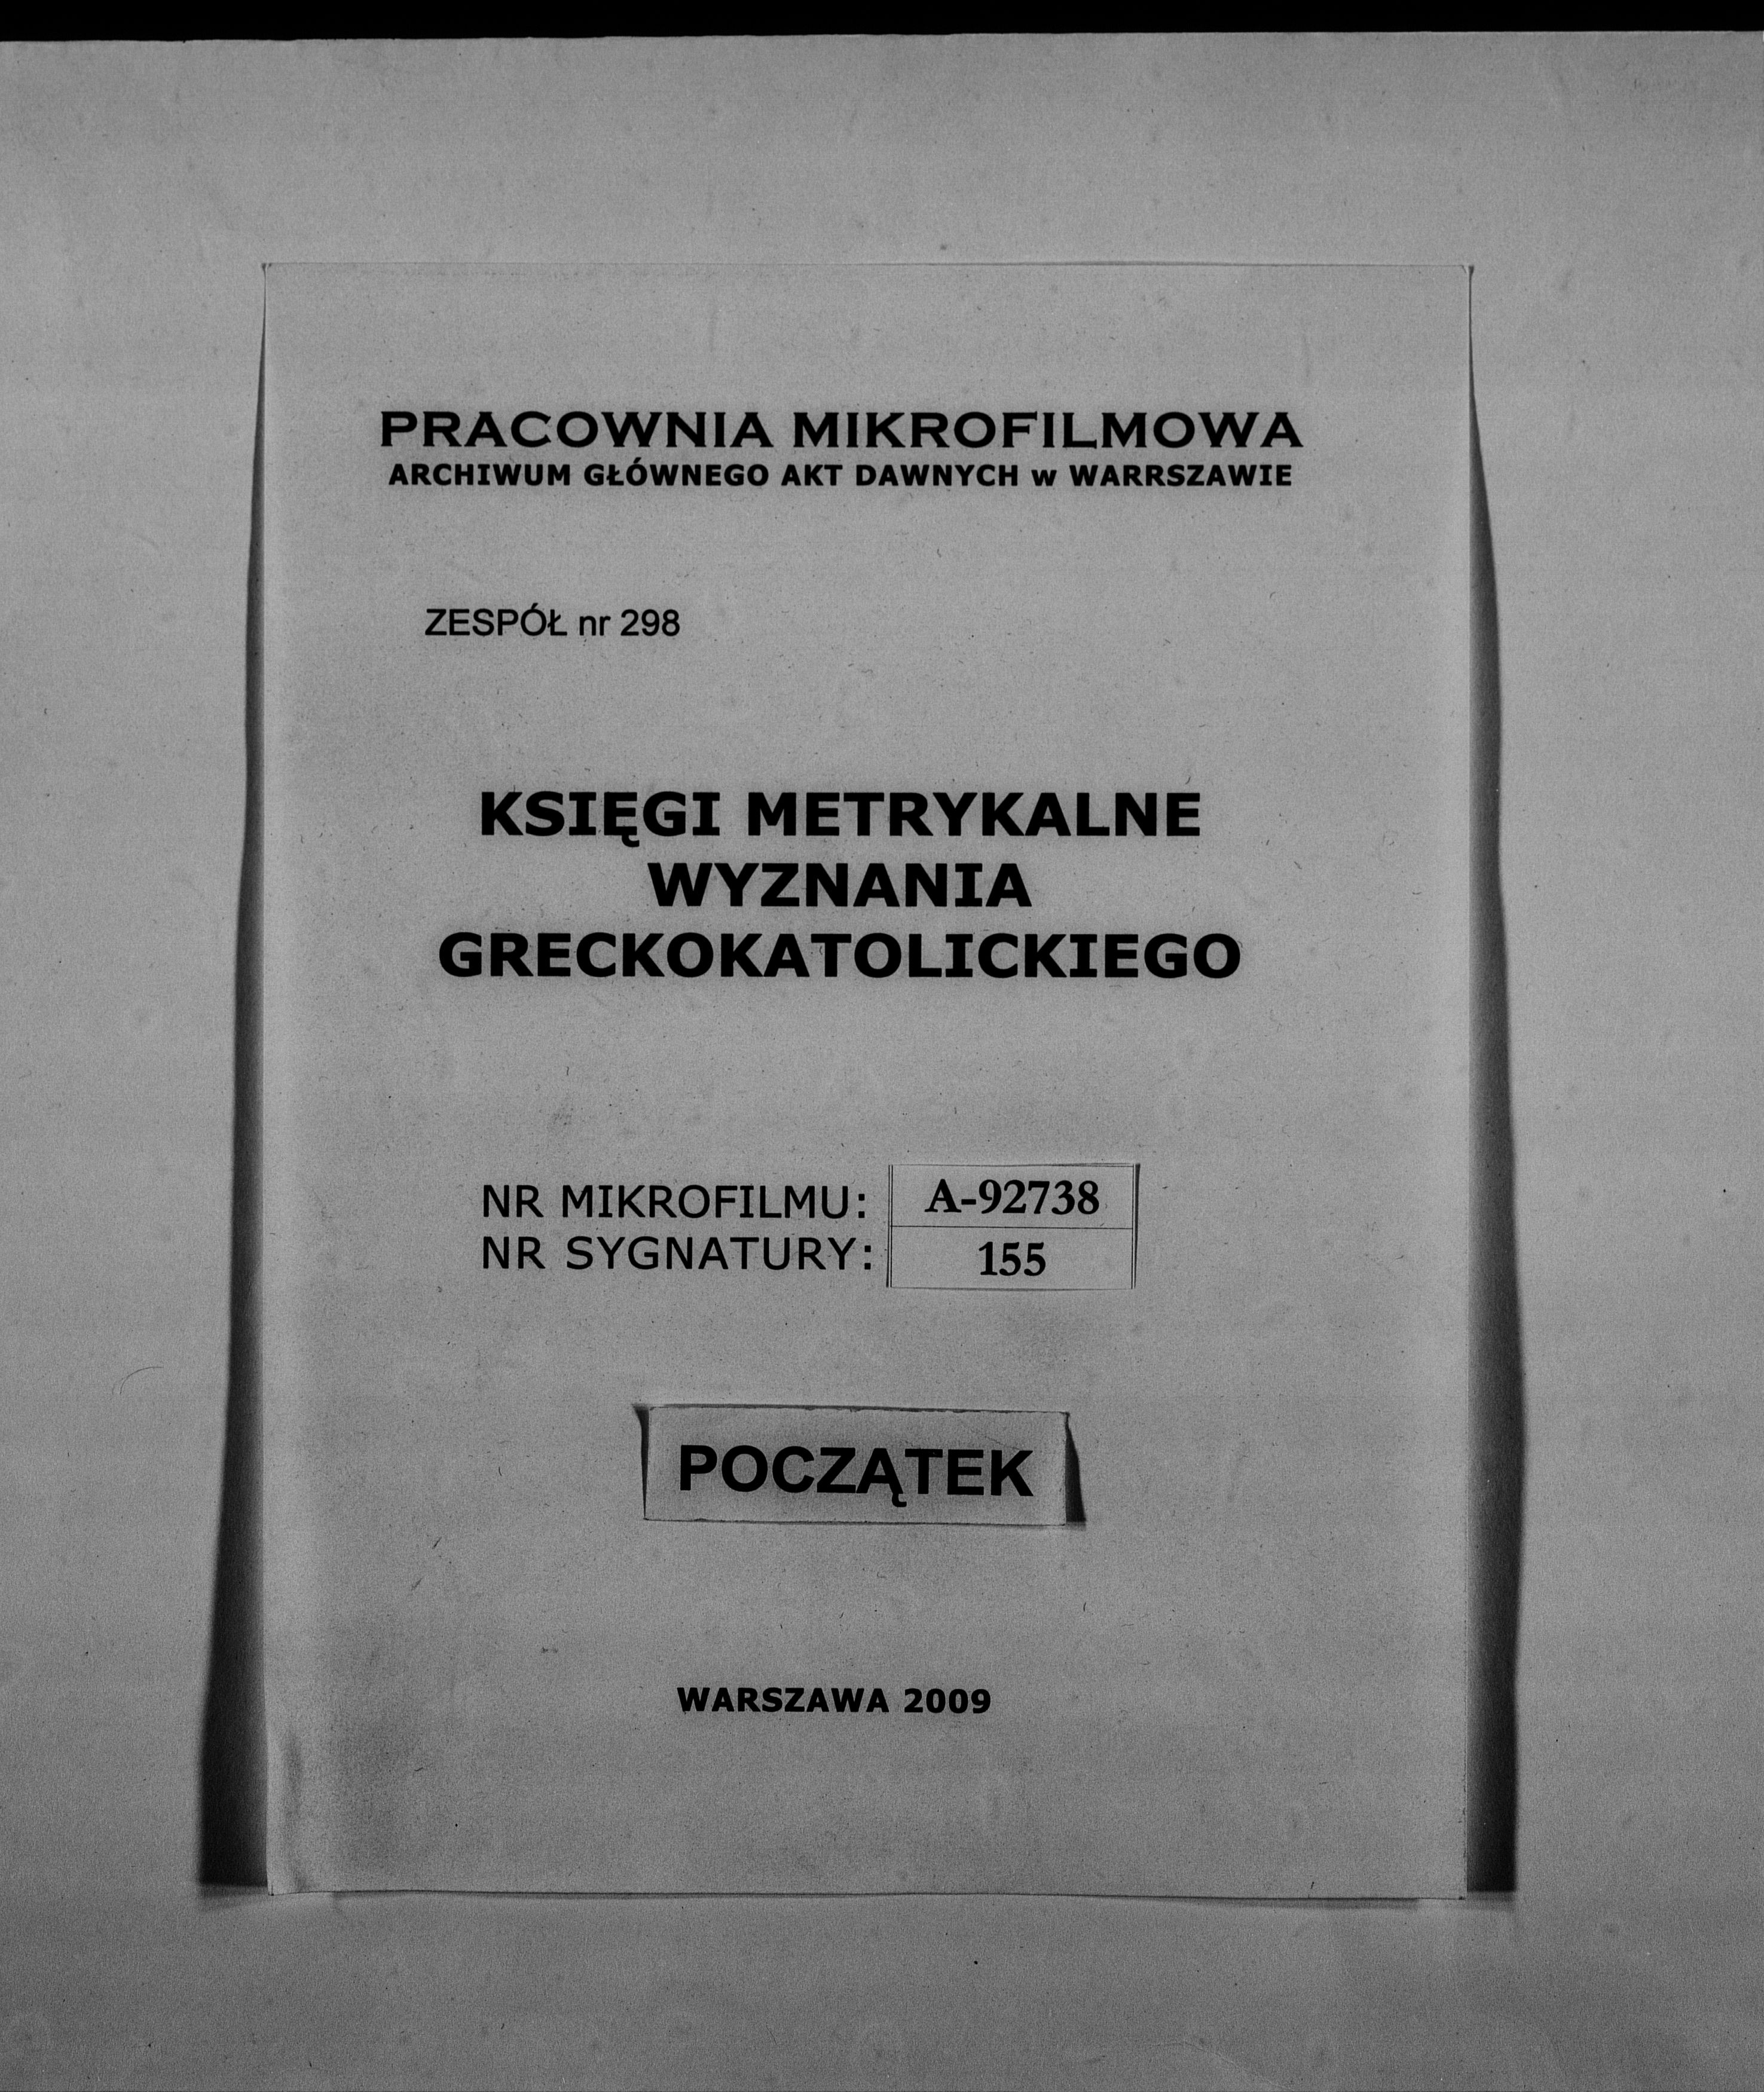 PRACOWNIA MIKROFILMOWA
ARCHIWUM GŁÓWNEGO AKT DAWNYCH w WARRSZAWIE
ZESPÓŁ nr 298
KSIĘGI METRYKALNE
WYZNANIA
GRECKOKATOLICKIEGO
NR MIKROFILMU: A-92738
NR SYGNATURY: 155
POCZĄTEK
WARSZAWA 2009